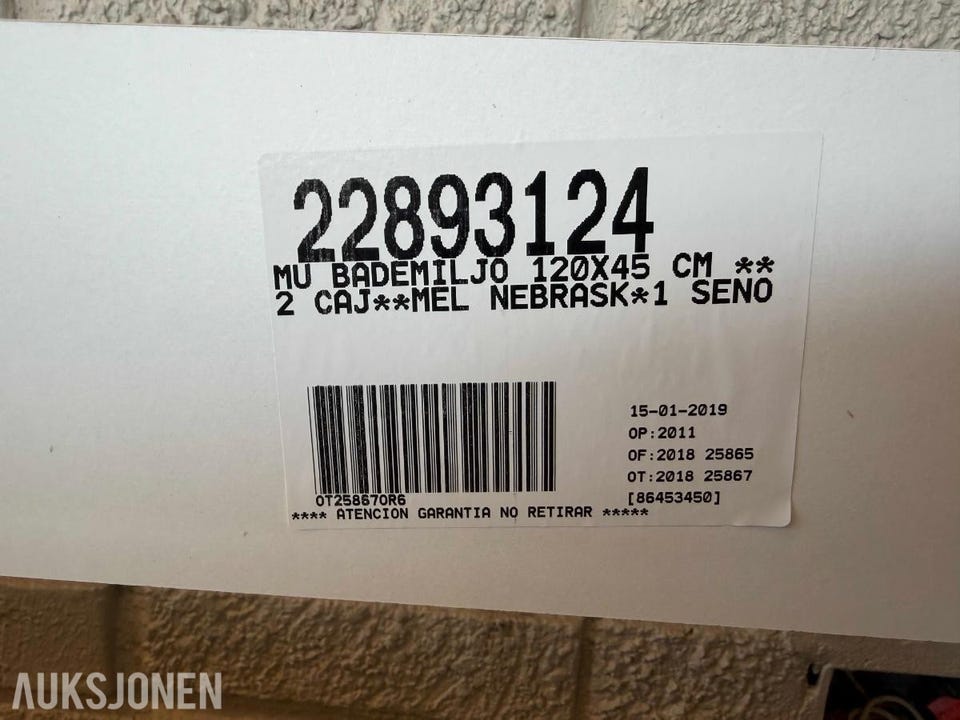 22893124
MU BADEMILJO 120X45 CM **
2 CAJ**MEL NEBRASK*1 SENO
15-01-2019
OP:2011
OF:2018 25865
OT:2018 25867
[86453450]
OT25867OR6
**** ATENCION GARANTIA NO RETIRAR *****
AUKSJONEN